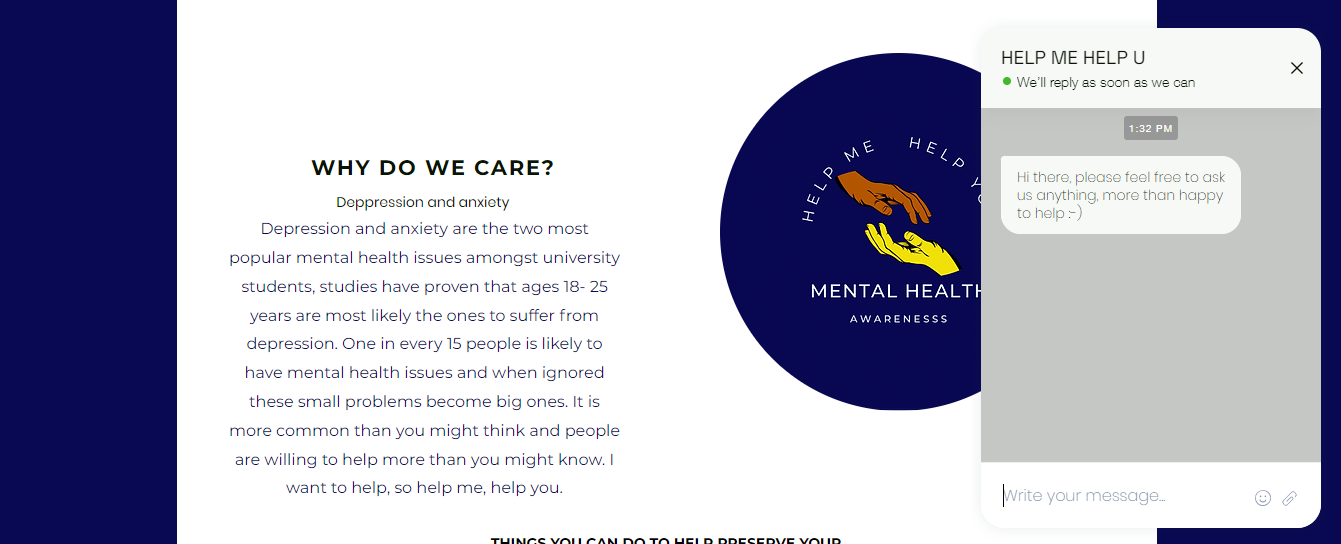 WHY DO WE CARE?
Deppression and anxiety
Depression and anxiety are the two most
popular mental health issues amongst university
students, studies have proven that ages 18- 25
years are most likely the ones to suffer from
depression. One in every 15 people is likely to
have mental health issues and when ignored
these small problems become big ones. It is
more common than you might think and people
are willing to help more than you might know. I
want to help, so help me, help you.
THINGS YOU CAN DO TO HELP PRESERVE YOUR
HELP ME HELP YO
MENTAL HEALTH
AWARENESSS
HELP ME HELP U
We'll reply as soon as we can
1:32 PM
Hi there, please feel free to ask
us anything, more than happy
to help :-)
Write your message...